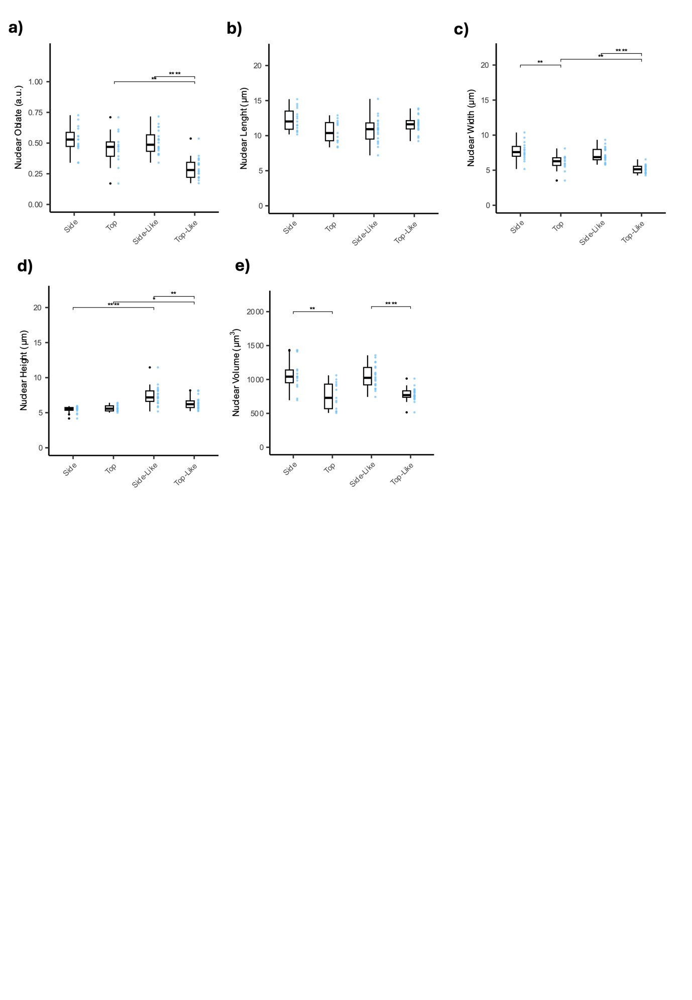 a)
Nuclear Oblate (a.u.)
1.00
0.75
0.50
0.25
0.00
****
**
Side
Top
Side-Like
Top-Like
b)
Nuclear Lenght (µm)
20
15
10
5
0
Side
Top
Side-Like
Top-Like
c)
Nuclear Width (µm)
20
15
10
5
0
****
**
**
Side
Top
Side-Like
Top-Like
d)
Nuclear Height (µm)
20
15
10
5
0
**
*
****
Side
Top
Side-Like
Top-Like
e)
Nuclear Volume (µm³)
2000
1500
1000
500
0
**
****
Side
Top
Side-Like
Top-Like